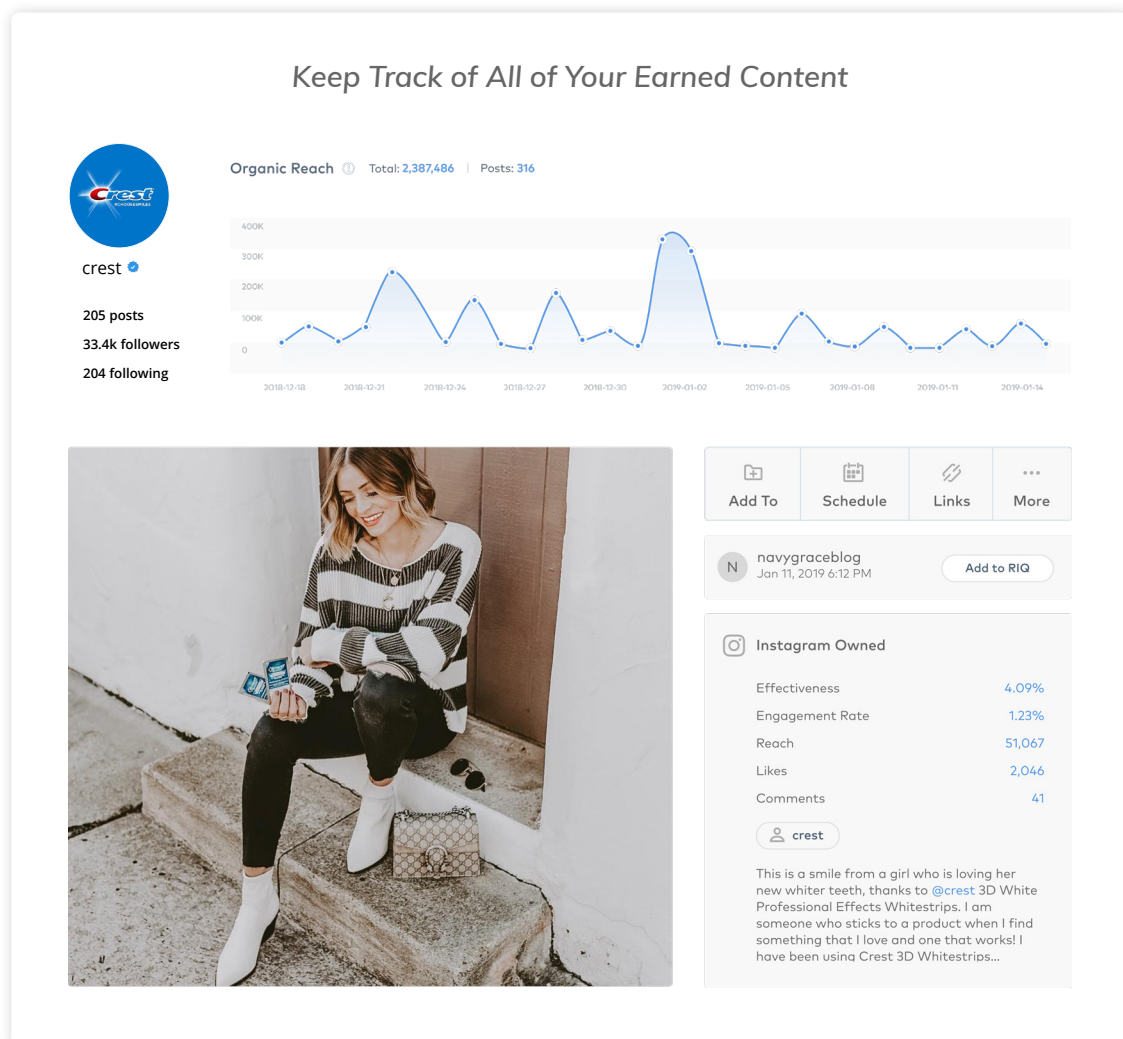 Keep Track of All of Your Earned Content
Crest
crest
205 posts
33.4k followers
204 following
Organic Reach Total: 2,387,486 | Posts: 316
400K
300K
200K
100K
0
2018-12-18 2018-12-21 2018-12-24 2018-12-27 2018-12-30 2019-01-02 2019-01-05 2019-01-08 2019-01-11 2019-01-14
Add To Schedule Links More
N
navygraceblog
Jan 11, 2019 6:12 PM
Add to RIQ
Instagram Owned
Effectiveness 4.09%
Engagement Rate 1.23%
Reach 51,067
Likes 2,046
Comments 41
crest
This is a smile from a girl who is loving her
new whiter teeth, thanks to @crest 3D White
Professional Effects Whitestrips. I am
someone who sticks to a product when I find
something that I love and one that works! I
have been using Crest 3D Whitestrips...